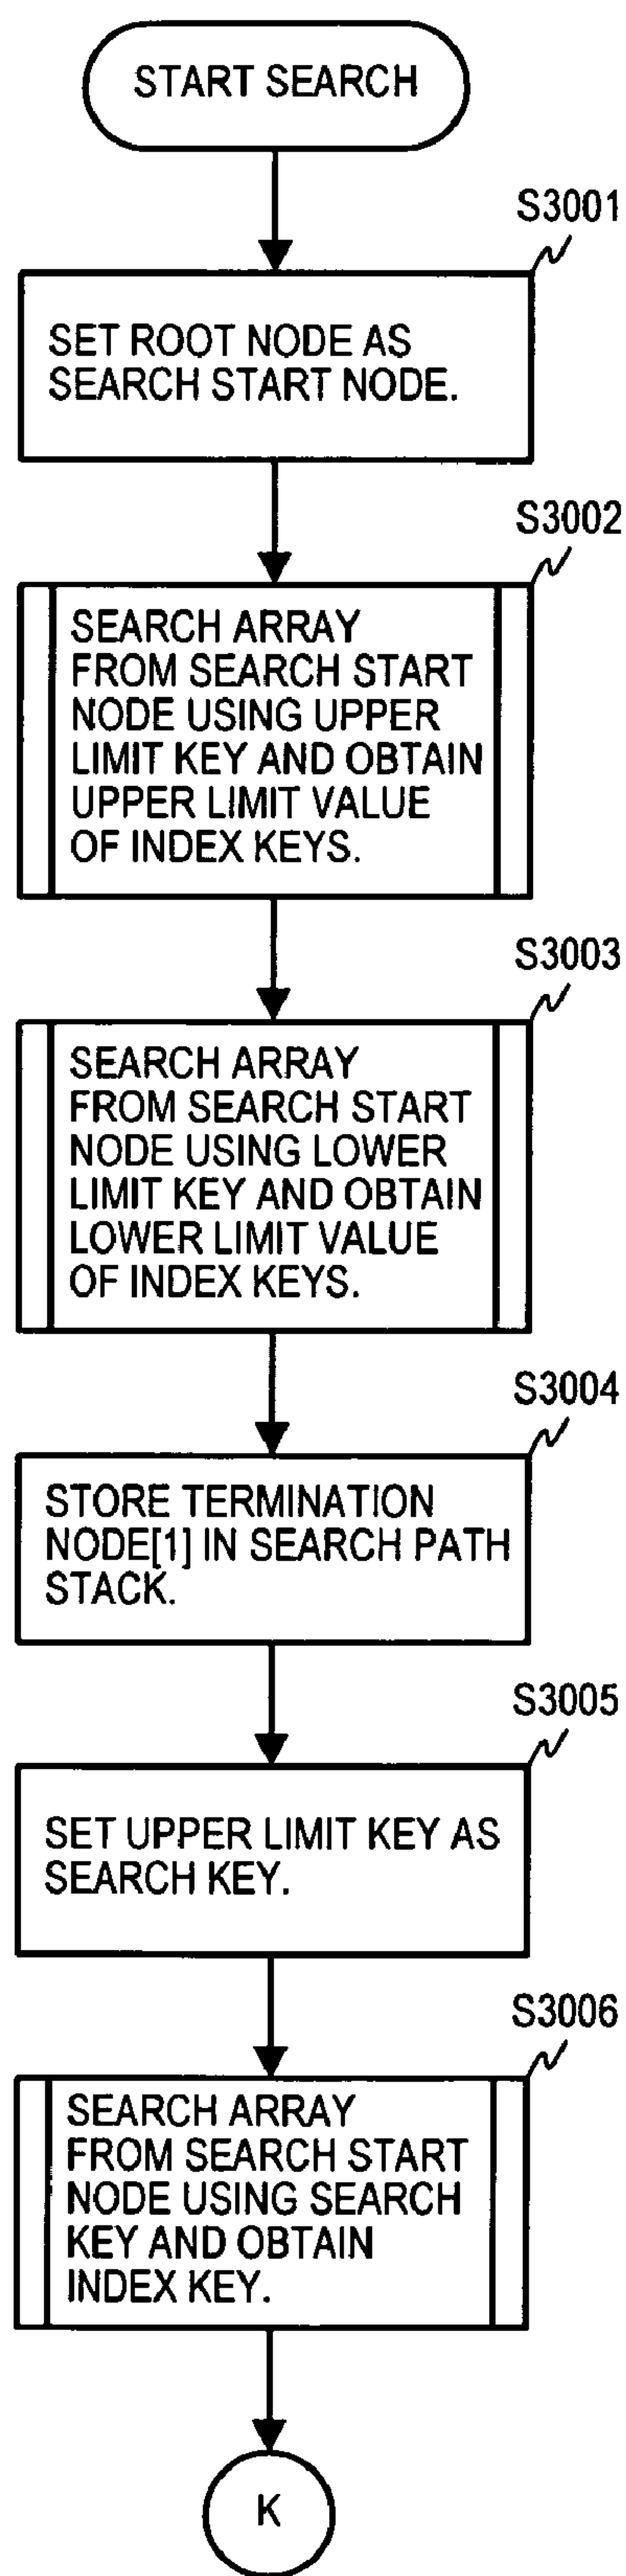 START SEARCH
S3001
SET ROOT NODE AS
SEARCH START NODE.
S3002
SEARCH ARRAY
FROM SEARCH START
NODE USING UPPER
LIMIT KEY AND OBTAIN
UPPER LIMIT VALUE
OF INDEX KEYS.
S3003
SEARCH ARRAY
FROM SEARCH START
NODE USING LOWER
LIMIT KEY AND OBTAIN
LOWER LIMIT VALUE
OF INDEX KEYS.
S3004
STORE TERMINATION
NODE[1] IN SEARCH PATH
STACK.
S3005
SET UPPER LIMIT KEY AS
SEARCH KEY.
S3006
SEARCH ARRAY
FROM SEARCH START
NODE USING SEARCH
KEY AND OBTAIN
INDEX KEY.
K